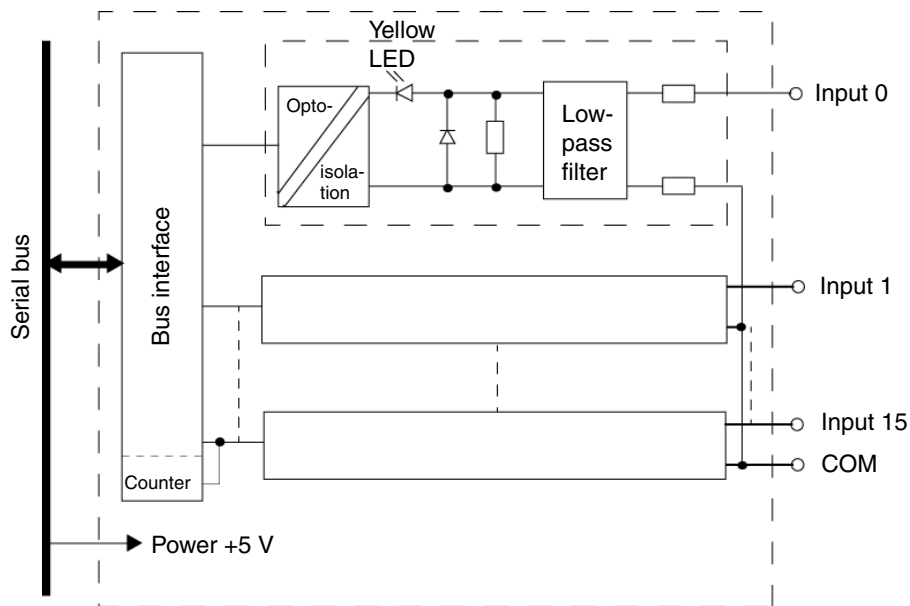 Yellow
LED
Opto-
isola-
tion
Low-
pass
filter
Input 0
Serial bus
Bus interface
Input 1
Input 15
COM
Counter
Power +5 V